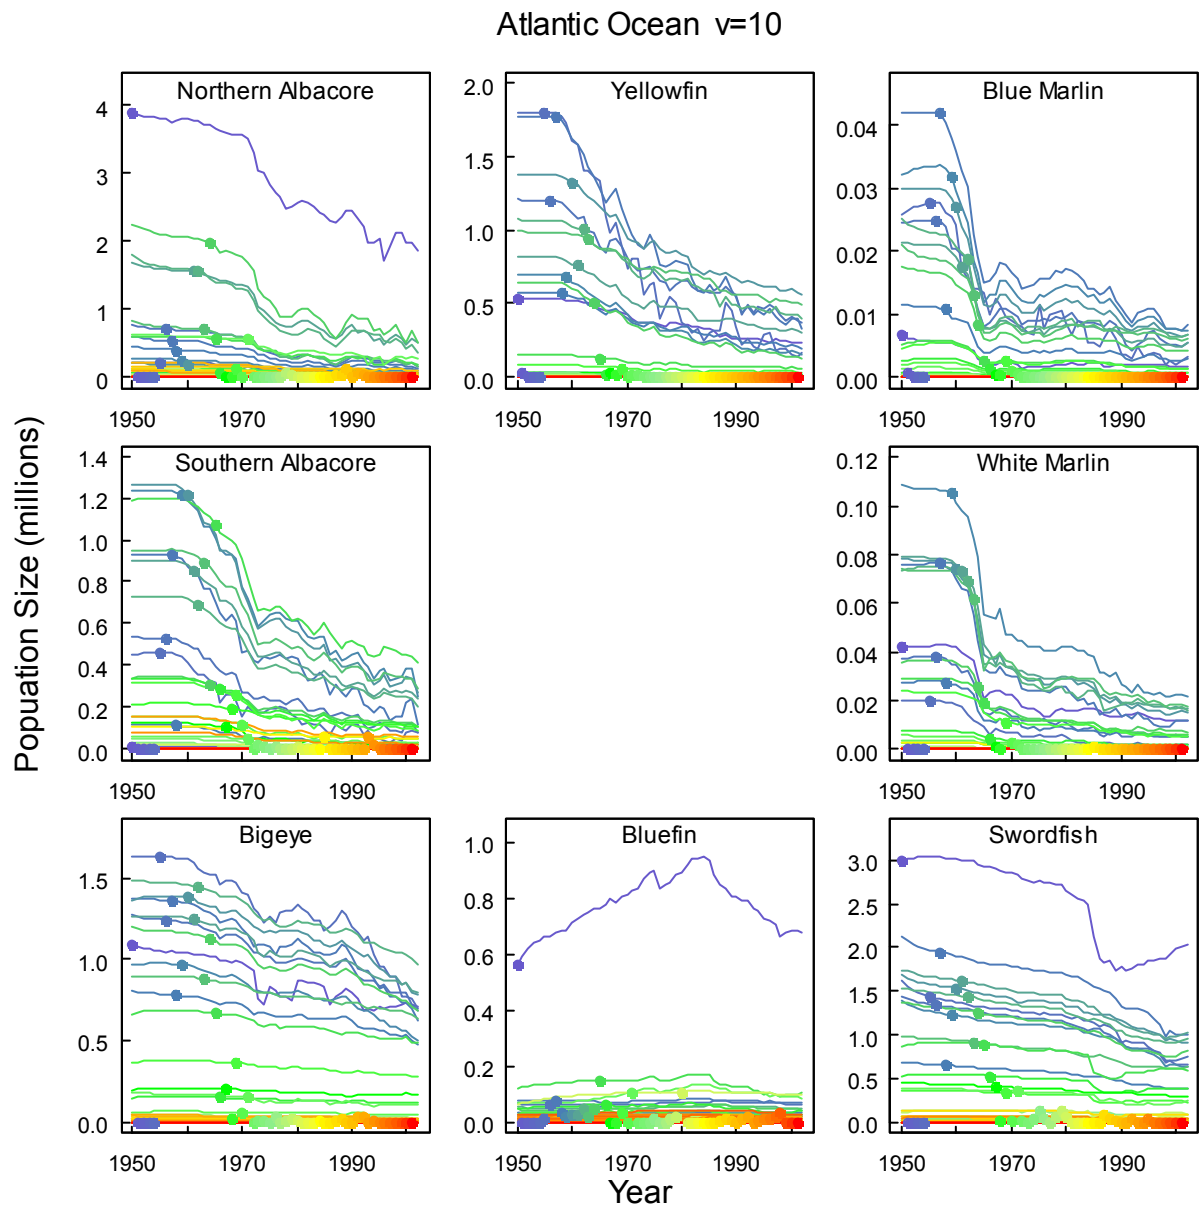 Atlantic Ocean v=10
Northern Albacore
Yellowfin
Blue Marlin
4
3
2
1
0
2.0
1.5
1.0
0.5
0.0
0.04
0.03
0.02
0.01
0.00
1950 1970 1990
1950 1970 1990
1950 1970 1990
Southern Albacore
White Marlin
1.4
1.2
1.0
0.8
0.6
0.4
0.2
0.0
0.12
0.10
0.08
0.06
0.04
0.02
0.00
1950 1970 1990
1950 1970 1990
Popuation Size (millions)
Bigeye
Bluefin
Swordfish
1.5
1.0
0.5
0.0
1.0
0.8
0.6
0.4
0.2
0.0
3.0
2.5
2.0
1.5
1.0
0.5
0.0
1950 1970 1990
1950 1970 1990
1950 1970 1990
Year